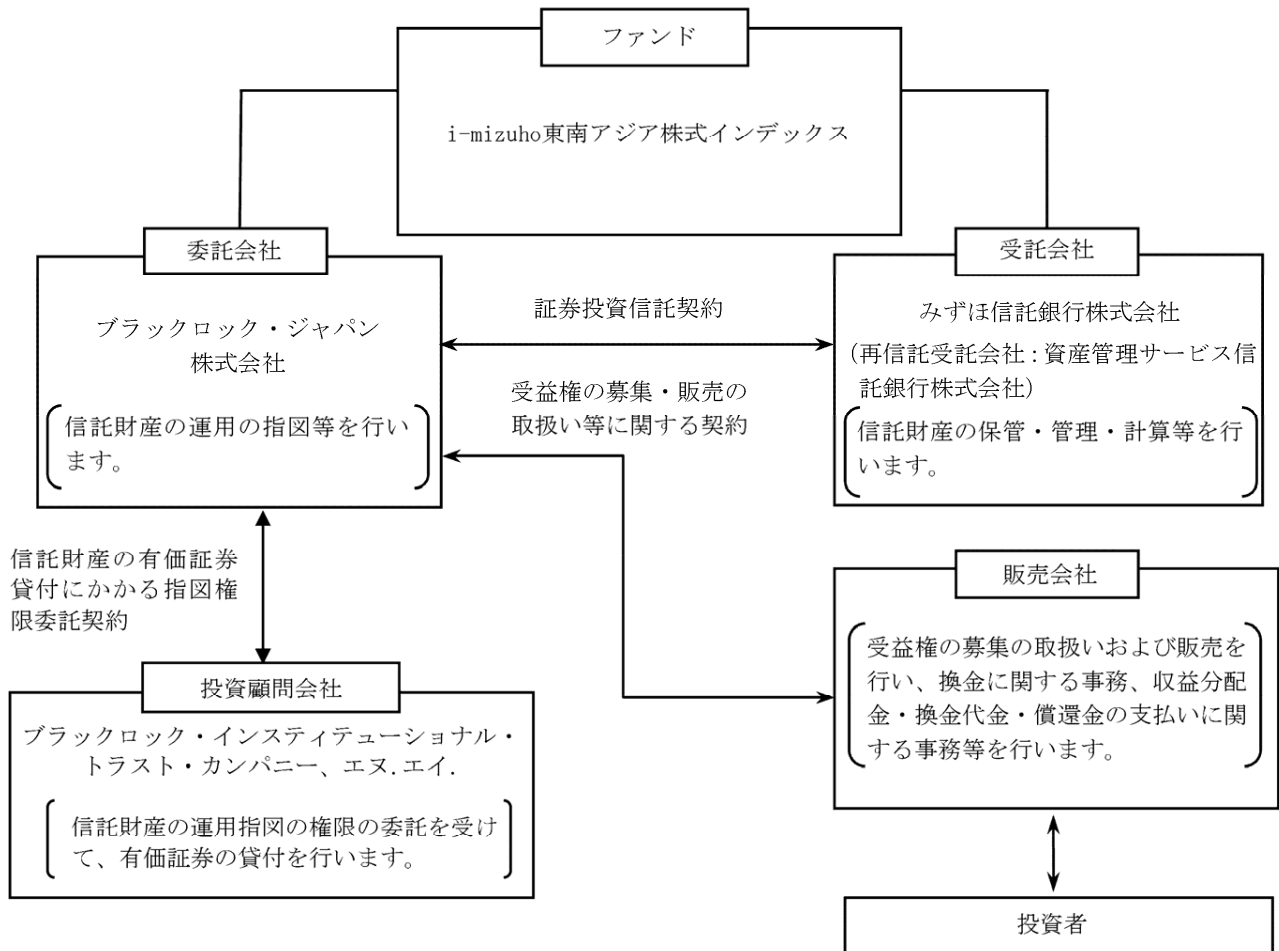 ファンド
i-mizuho東南アジア株式インデックス
委託会社
ブラックロック・ジャパン
株式会社
信託財産の運用の指図等を行い
ます。
証券投資信託契約
受益権の募集・販売の
取扱い等に関する契約
受託会社
みずほ信託銀行株式会社
(再信託受託会社:資産管理サービス信
託銀行株式会社)
信託財産の保管・管理・計算等を行
います。
信託財産の有価証券
貸付にかかる指図権
限委託契約
投資顧問会社
ブラックロック・インスティテューショナル・
トラスト・カンパニー、エヌ.エイ.
信託財産の運用指図の権限の委託を受け
て、有価証券の貸付を行います。
販売会社
受益権の募集の取扱いおよび販売を
行い、換金に関する事務、収益分配
金・換金代金・償還金の支払いに関
する事務等を行います。
投資者